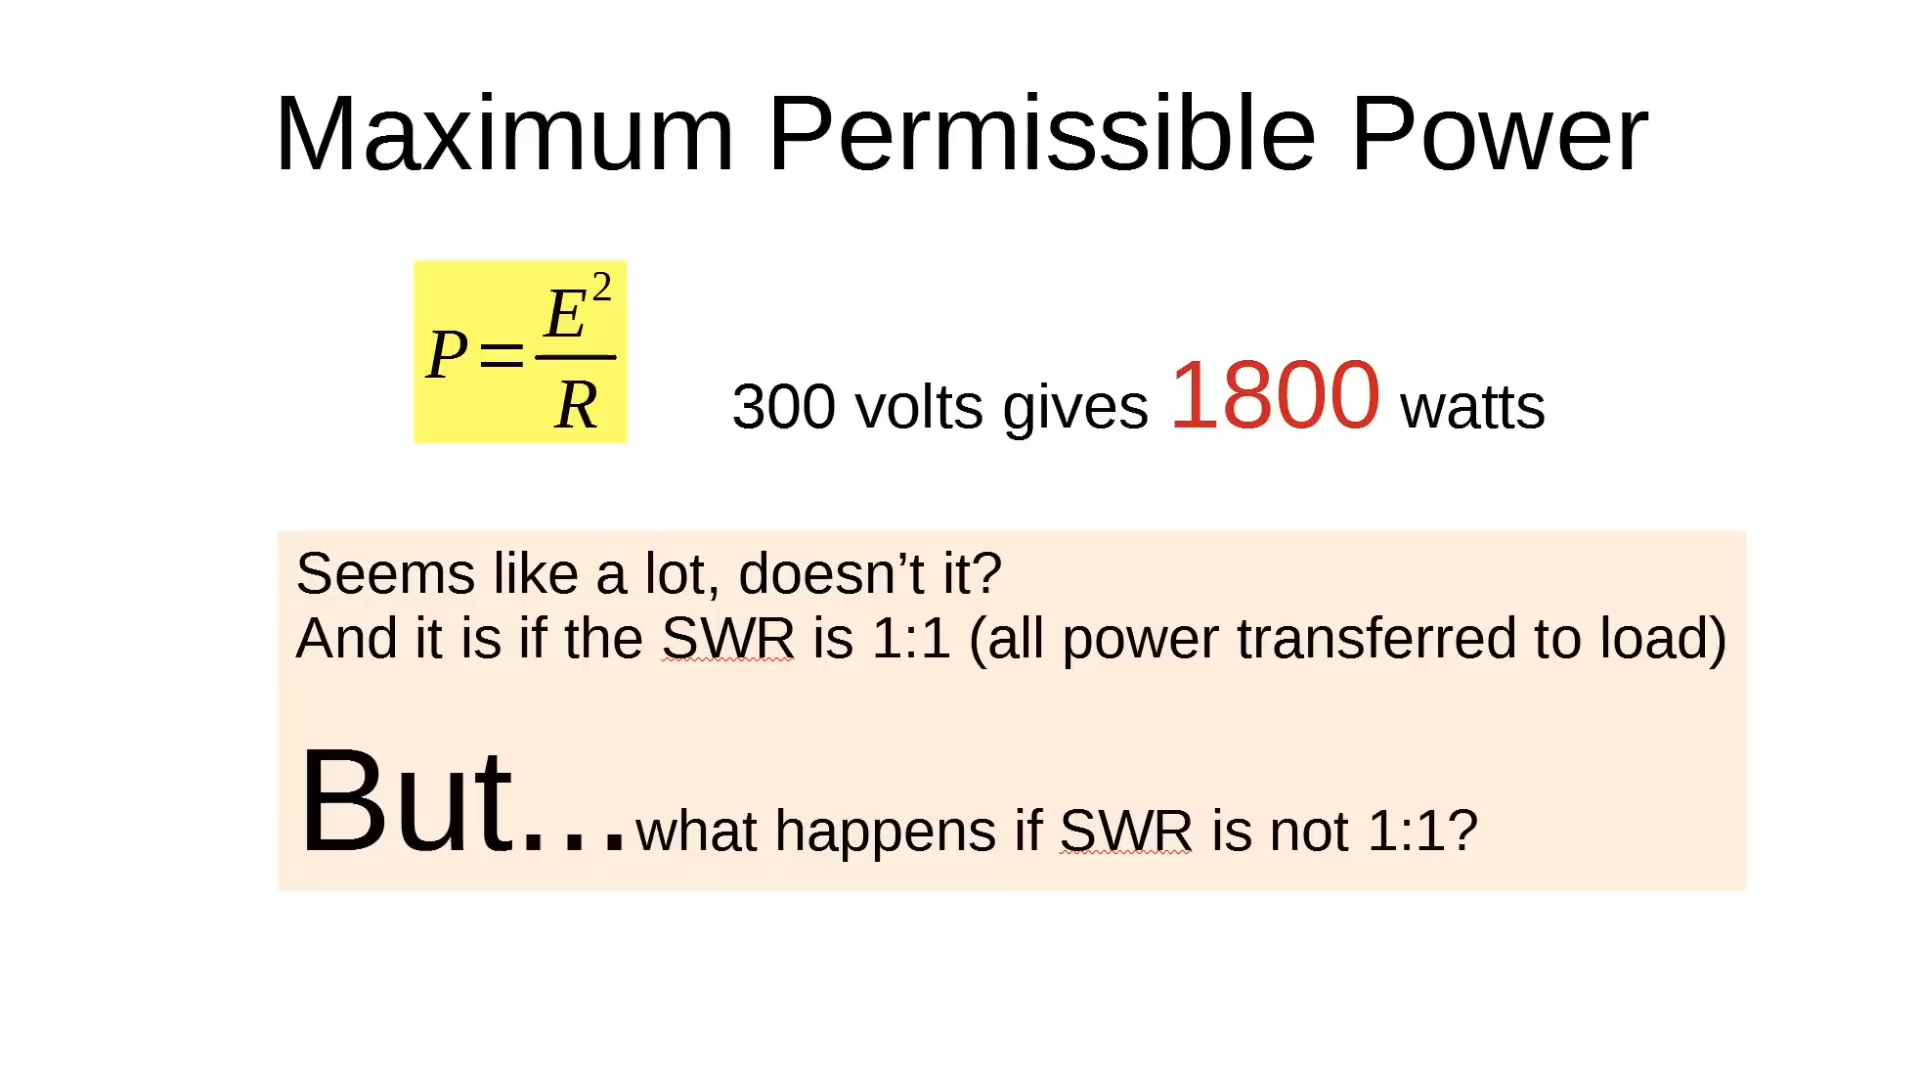 Maximum Permissible Power
P=E²/R
300 volts gives 1800 watts
Seems like a lot, doesn’t it?
And it is if the SWR is 1:1 (all power transferred to load)
But...what happens if SWR is not 1:1?